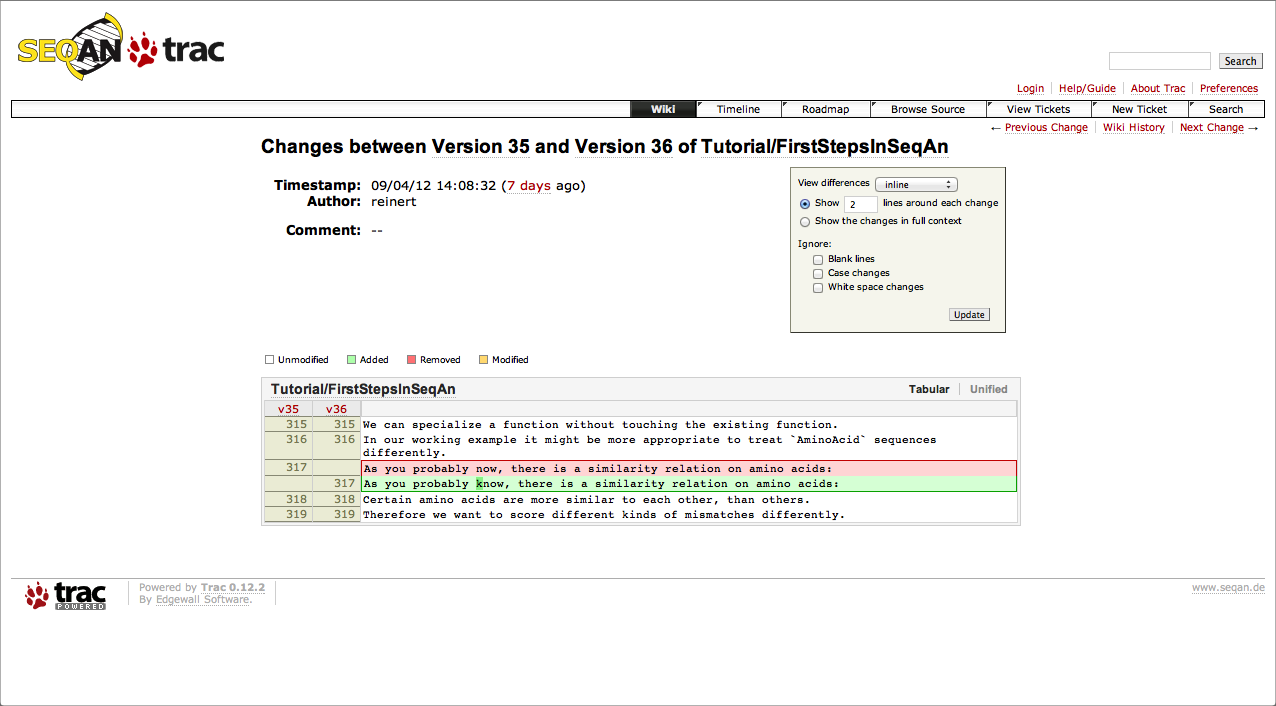 SEQAN trac
Search
Login Help/Guide About Trac Preferences
Wiki Timeline Roadmap Browse Source View Tickets New Ticket Search
← Previous Change Wiki History Next Change →
Changes between Version 35 and Version 36 of Tutorial/FirstStepsInSeqAn
Timestamp: 09/04/12 14:08:32 (7 days ago)
Author: reinert
Comment: --
View differences inline
Show 2 lines around each change
Show the changes in full context
Ignore:
Blank lines
Case changes
White space changes
Update
Unmodified Added Removed Modified
Tutorial/FirstStepsInSeqAn Tabular Unified
v35 v36
315 315 We can specialize a function without touching the existing function.
316 316 In our working example it might be more appropriate to treat `AminoAcid` sequences
differently.
317 As you probably now, there is a similarity relation on amino acids:
317 As you probably know, there is a similarity relation on amino acids:
318 318 Certain amino acids are more similar to each other, than others.
319 319 Therefore we want to score different kinds of mismatches differently.
trac POWERED
Powered by Trac 0.12.2
By Edgewall Software.
www.seqan.de